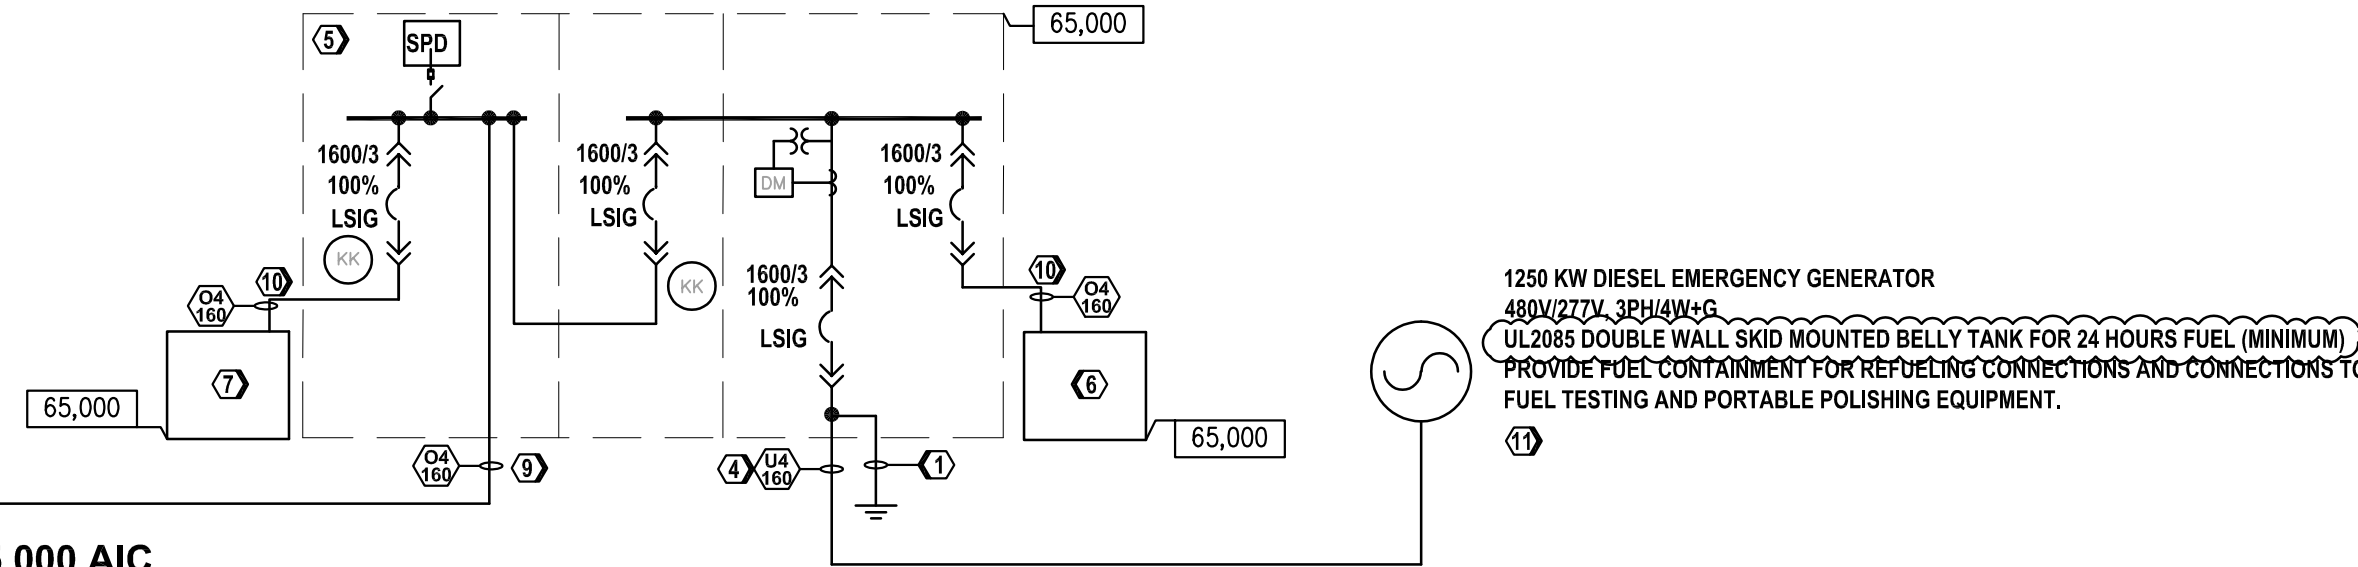 65,000
5
SPD
1600/3
100%
LSIG
KK
1600/3
100%
LSIG
KK
DM
1600/3
100%
LSIG
1600/3
100%
LSIG
10
O4
160
7
65,000
10
O4
160
6
65,000
O4
160
9
4
U4
160
1
1250 KW DIESEL EMERGENCY GENERATOR
480V/277V, 3PH/4W+G
UL2085 DOUBLE WALL SKID MOUNTED BELLY TANK FOR 24 HOURS FUEL (MINIMUM)
PROVIDE FUEL CONTAINMENT FOR REFUELING CONNECTIONS AND CONNECTIONS TO
FUEL TESTING AND PORTABLE POLISHING EQUIPMENT.
11
000 AIC